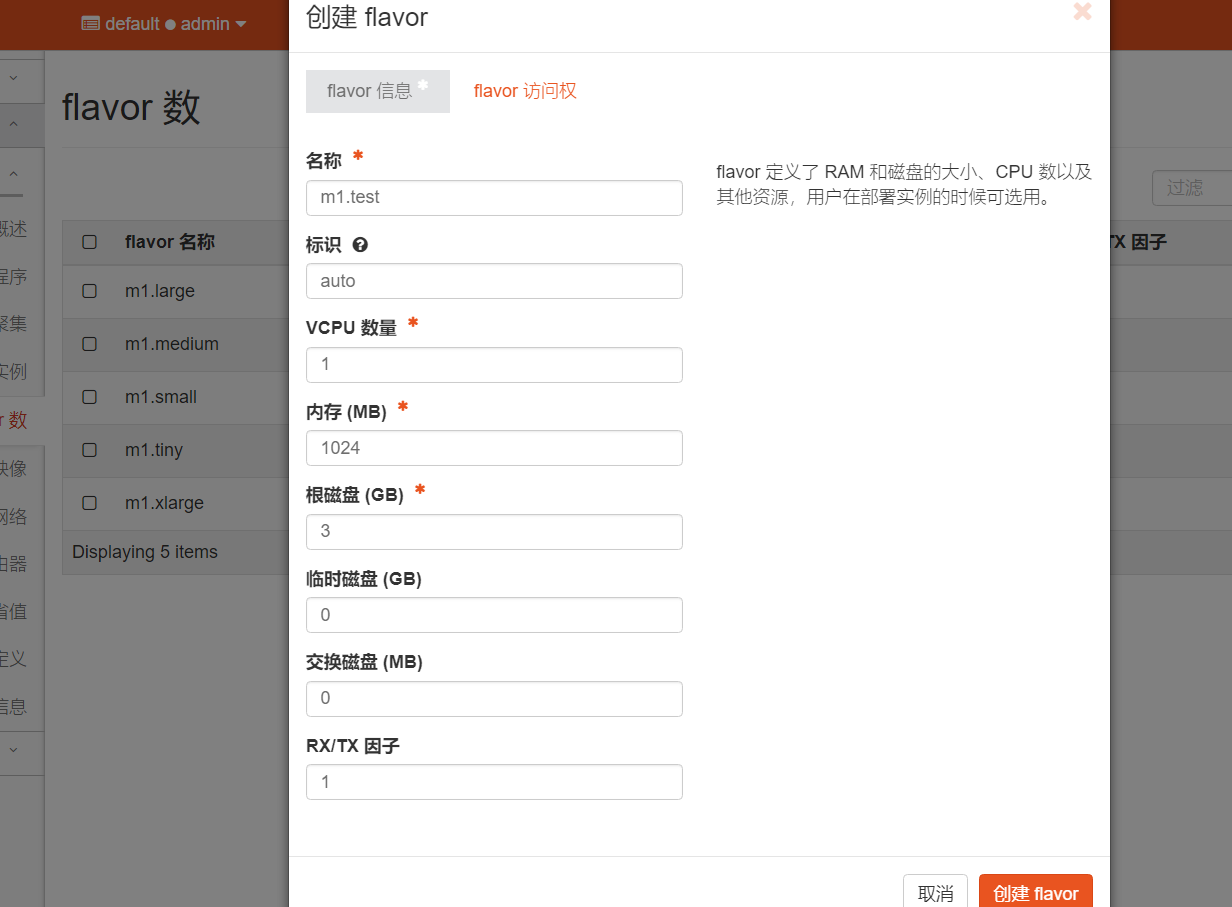 default ● admin
创建 flavor
flavor 信息 *
flavor 访问权
flavor 数
名称 *
m1.test
flavor 定义了 RAM 和磁盘的大小、CPU 数以及
其他资源，用户在部署实例的时候可选用。
过滤
标识
auto
VCPU 数量 *
1
内存 (MB) *
1024
根磁盘 (GB) *
3
临时磁盘 (GB)
0
交换磁盘 (MB)
0
RX/TX 因子
1
取消
创建 flavor
flavor 名称
TX 因子
m1.large
m1.medium
m1.small
m1.tiny
m1.xlarge
Displaying 5 items
概述
程序
聚集
实例
r 数
映像
网络
由器
省值
定义
信息